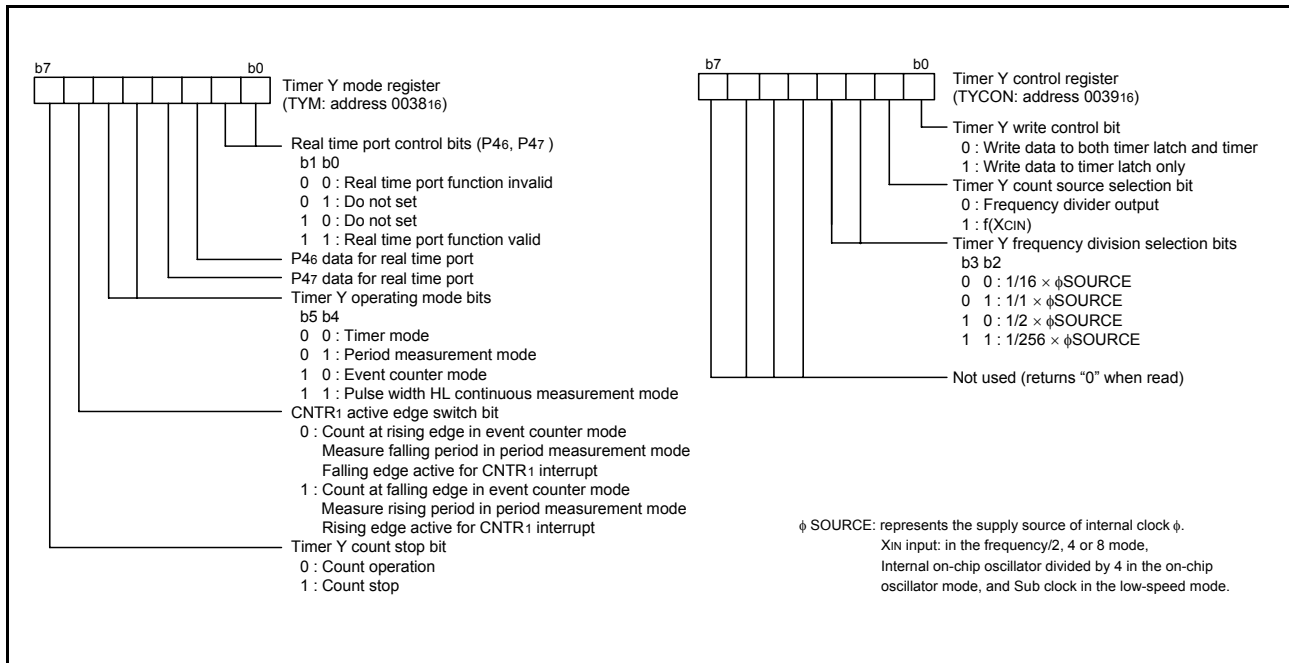 b7 b0
Timer Y mode register
(TYM: address 003816)
Real time port control bits (P46, P47 )
b1 b0
0 0 : Real time port function invalid
0 1 : Do not set
1 0 : Do not set
1 1 : Real time port function valid
P46 data for real time port
P47 data for real time port
Timer Y operating mode bits
b5 b4
0 0 : Timer mode
0 1 : Period measurement mode
1 0 : Event counter mode
1 1 : Pulse width HL continuous measurement mode
CNTR1 active edge switch bit
0 : Count at rising edge in event counter mode
Measure falling period in period measurement mode
Falling edge active for CNTR1 interrupt
1 : Count at falling edge in event counter mode
Measure rising period in period measurement mode
Rising edge active for CNTR1 interrupt
Timer Y count stop bit
0 : Count operation
1 : Count stop
b7 b0
Timer Y control register
(TYCON: address 003916)
Timer Y write control bit
0 : Write data to both timer latch and timer
1 : Write data to timer latch only
Timer Y count source selection bit
0 : Frequency divider output
1 : f(XCIN)
Timer Y frequency division selection bits
b3 b2
0 0 : 1/16 × ϕSOURCE
0 1 : 1/1 × ϕSOURCE
1 0 : 1/2 × ϕSOURCE
1 1 : 1/256 × ϕSOURCE
Not used (returns “0” when read)
ϕ SOURCE: represents the supply source of internal clock ϕ.
XIN input: in the frequency/2, 4 or 8 mode,
Internal on-chip oscillator divided by 4 in the on-chip
oscillator mode, and Sub clock in the low-speed mode.